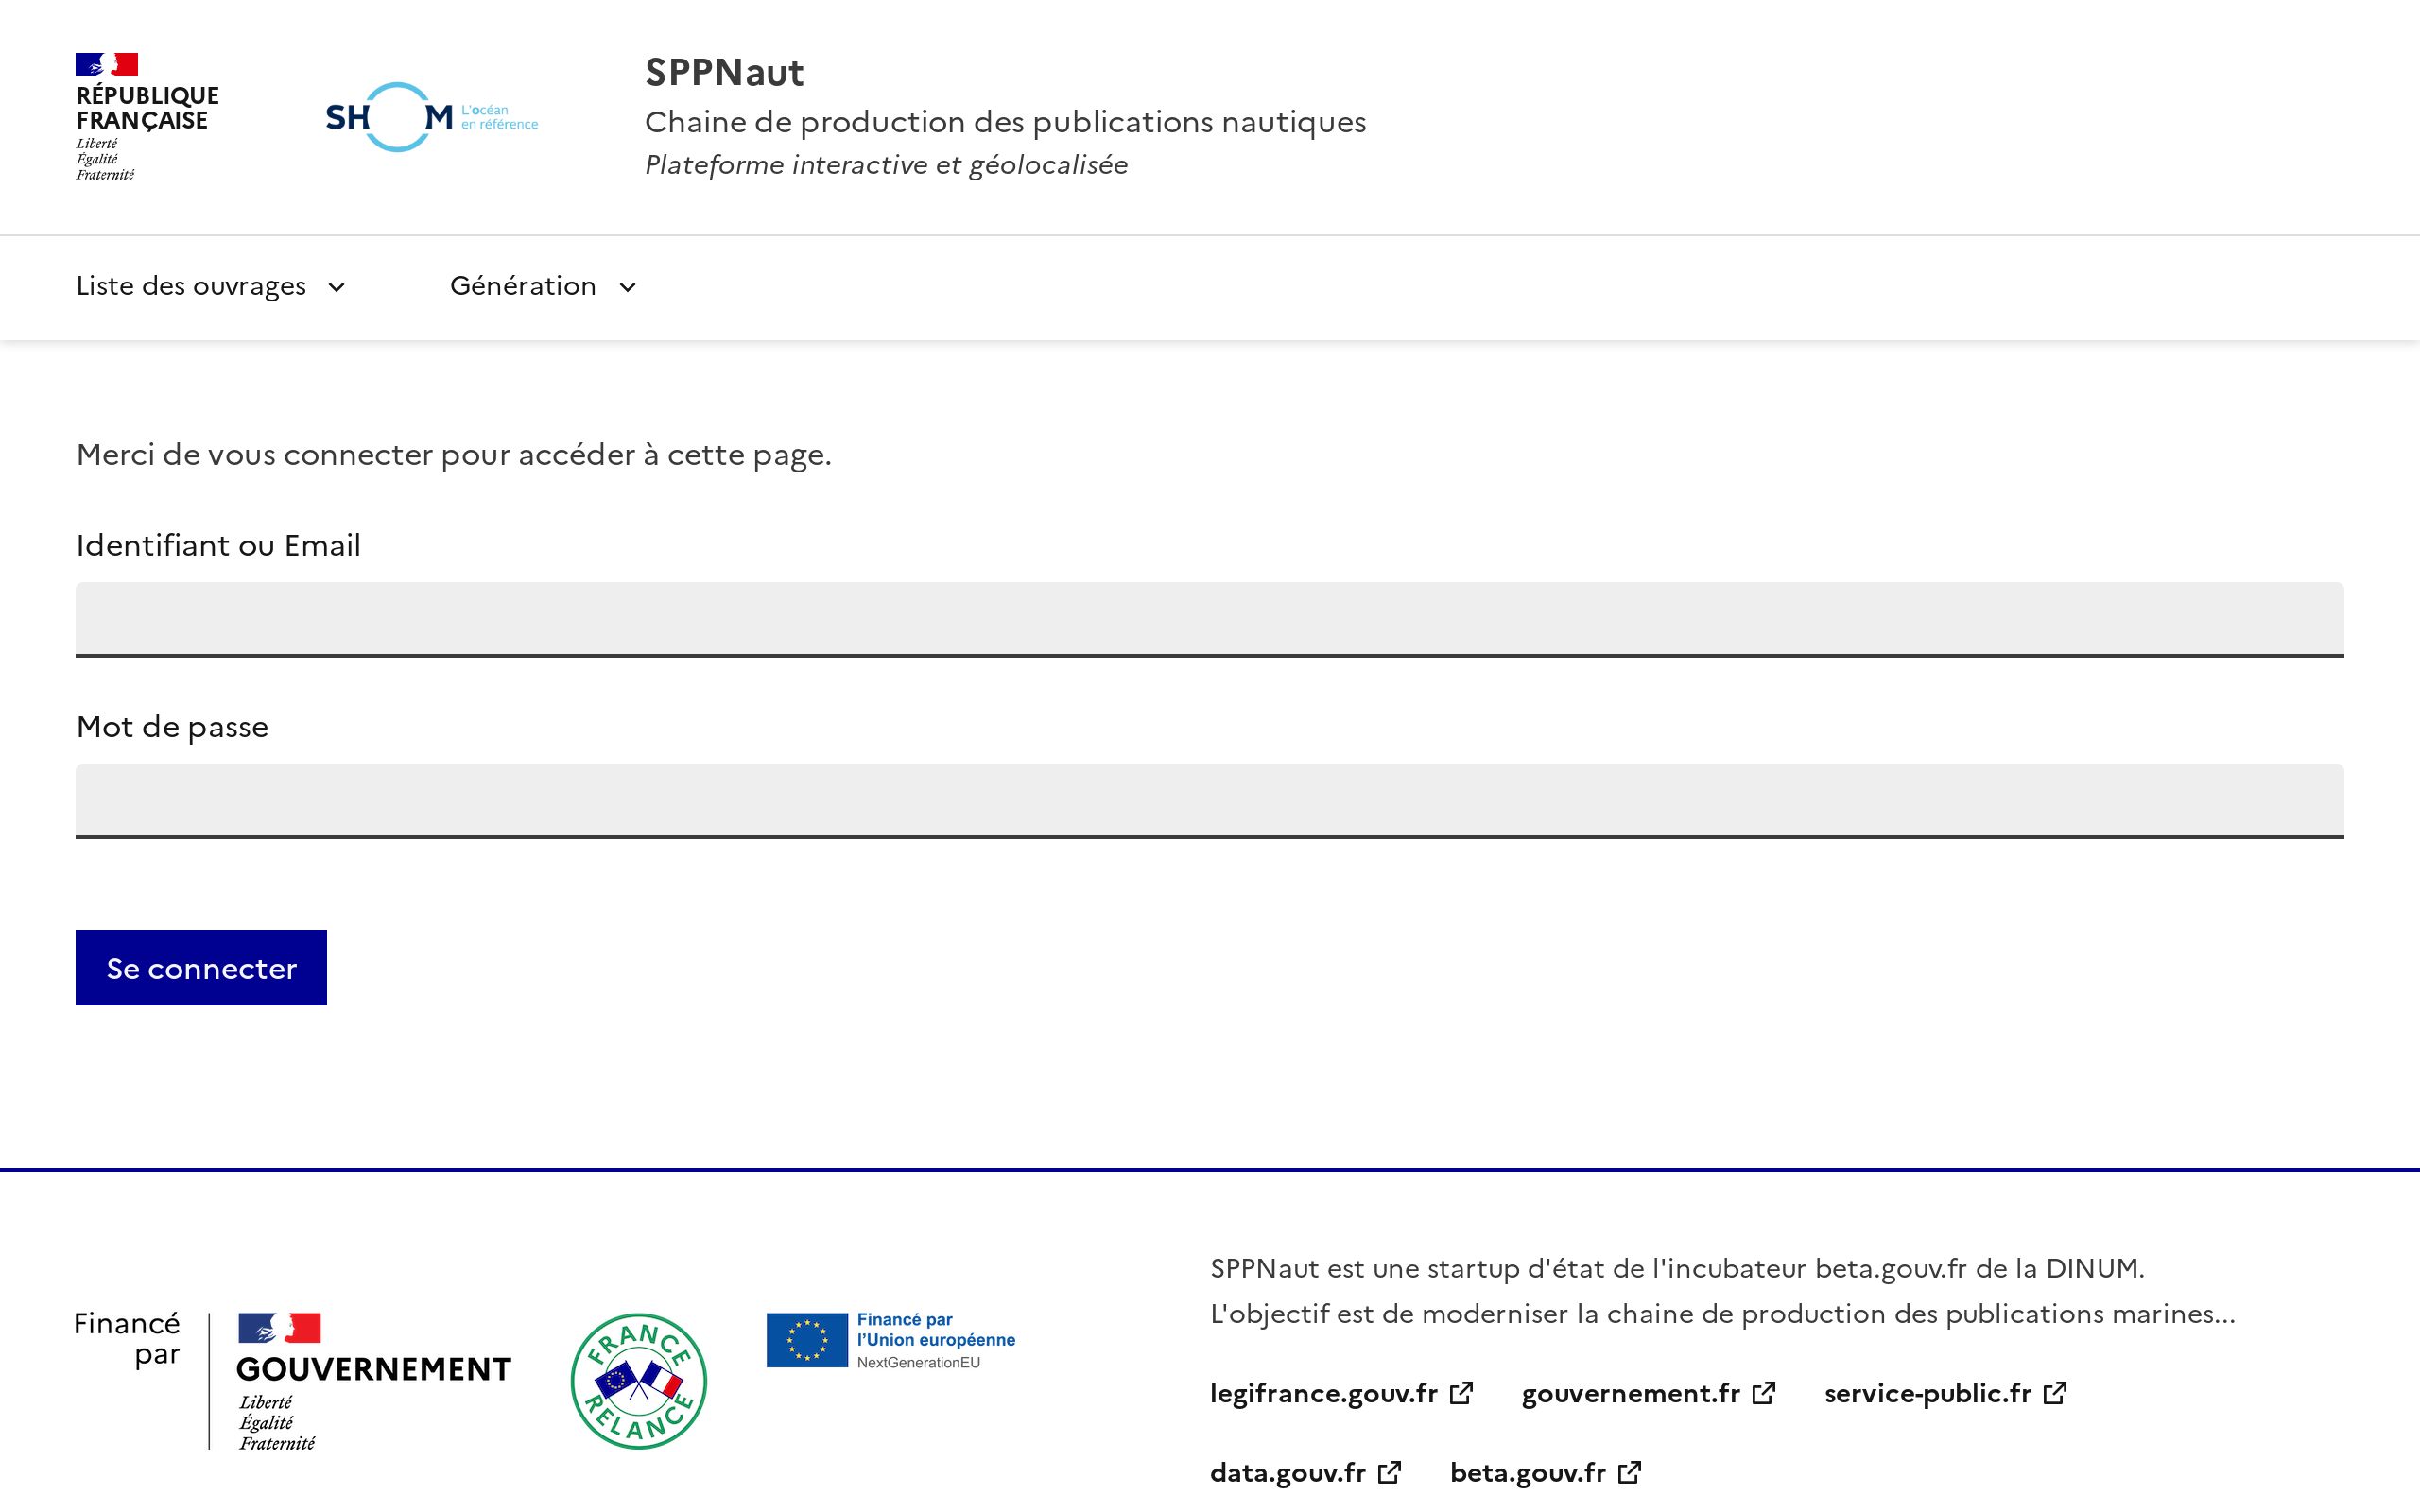 RÉPUBLIQUE
FRANÇAISE
Liberté
Égalité
Fraternité
SHOM L'océan
en référence
SPPNaut
Chaine de production des publications nautiques
Plateforme interactive et géolocalisée
Liste des ouvrages
Génération
Merci de vous connecter pour accéder à cette page.
Identifiant ou Email
Mot de passe
Se connecter
Financé
par
GOUVERNEMENT
Liberté
Égalité
Fraternité
FRANCE
RELANCE
Financé par
l'Union européenne
NextGenerationEU
SPPNaut est une startup d'état de l'incubateur beta.gouv.fr de la DINUM.
L'objectif est de moderniser la chaine de production des publications marines...
legifrance.gouv.fr gouvernement.fr service-public.fr
data.gouv.fr beta.gouv.fr